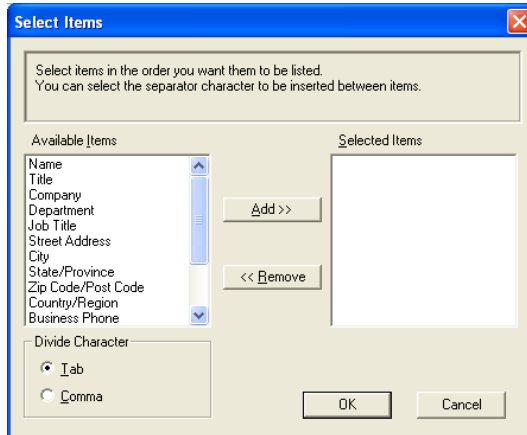 Select Items
Select items in the order you want them to be listed.
You can select the separator character to be inserted between items.
Available Items
Selected Items
Name
Title
Company
Department
Job Title
Street Address
City
State/Province
Zip Code/Post Code
Country/Region
Business Phone
Add >>
<< Remove
Divide Character
Tab
Comma
OK
Cancel